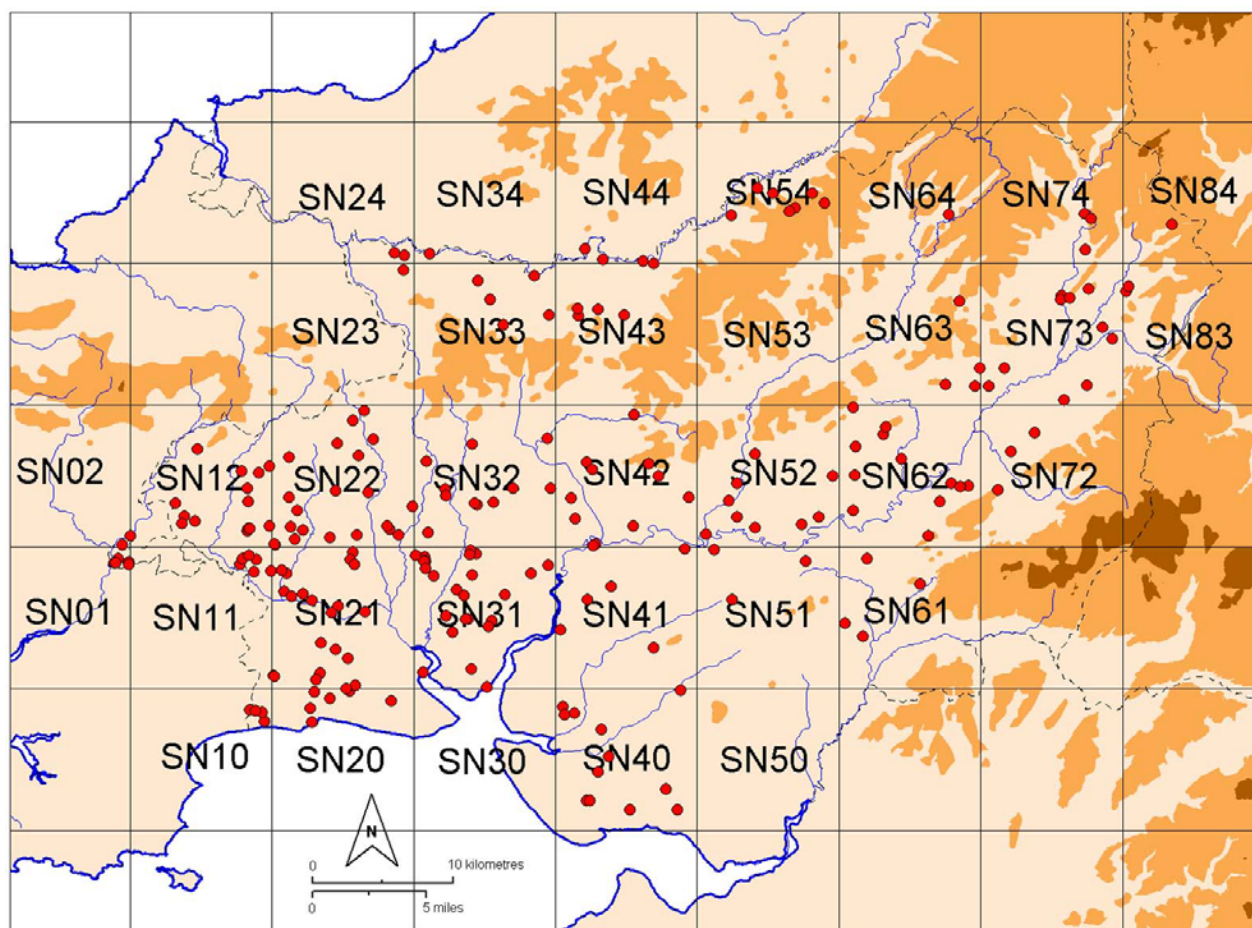 SN24 SN34 SN44 SN54 SN64 SN74 SN84
SN23 SN33 SN43 SN53 SN63 SN73 SN83
SN02 SN12 SN22 SN32 SN42 SN52 SN62 SN72
SN01 SN11 SN21 SN31 SN41 SN51 SN61
SN10 SN20 SN30 SN40 SN50
N
0 10 kilometres
0 5 miles